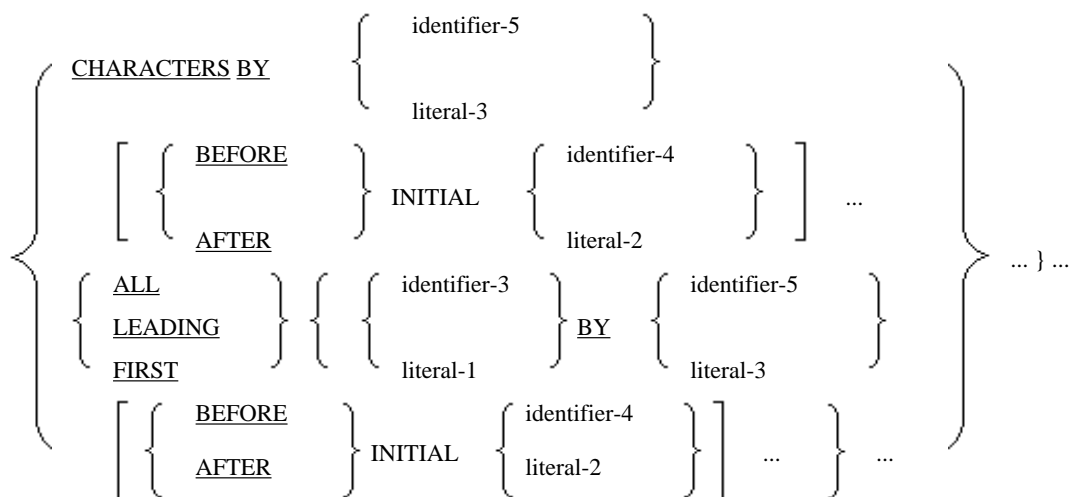 identifier-5
CHARACTERS BY
literal-3
BEFORE identifier-4
INITIAL ...
AFTER literal-2
... } ...
ALL identifier-3 identifier-5
LEADING BY
FIRST literal-1 literal-3
BEFORE identifier-4
INITIAL ... ...
AFTER literal-2